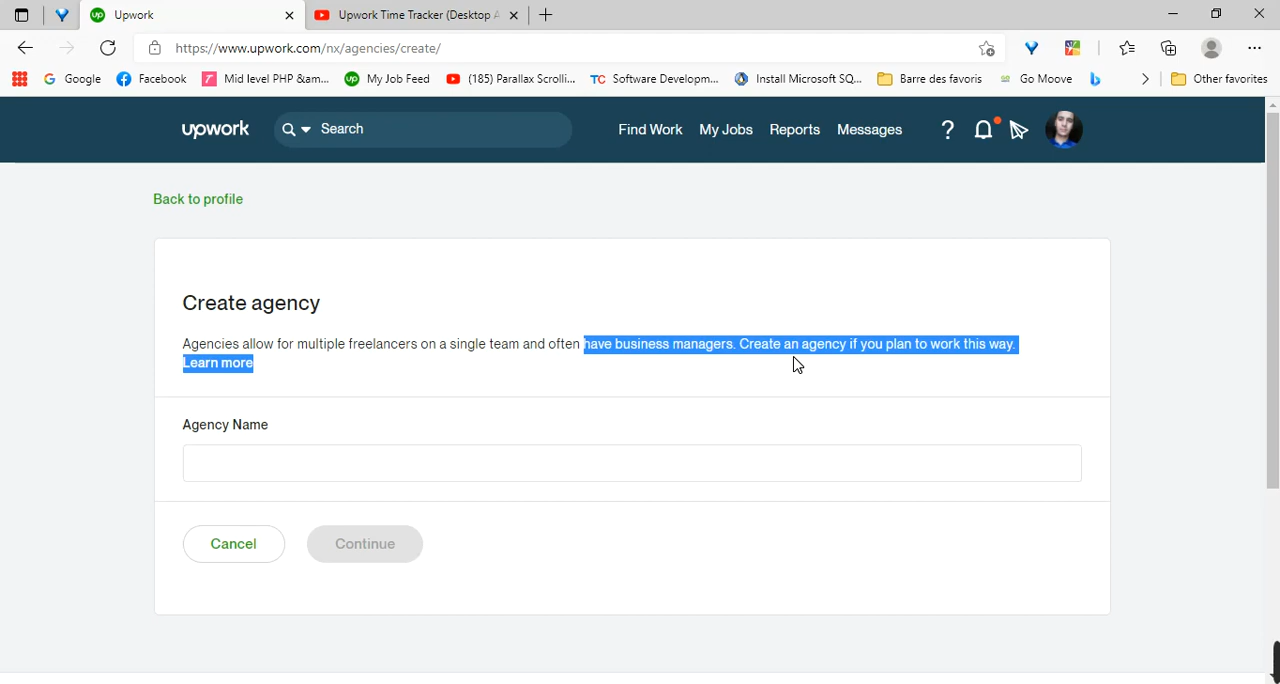 Upwork
Upwork Time Tracker (Desktop A
https://www.upwork.com/nx/agencies/create/
Google
Facebook
Mid level PHP &am...
My Job Feed
(185) Parallax Scrolli...
Software Developm...
Install Microsoft SQ...
Barre des favoris
Go Moove
Other favorites
upwork
Search
Find Work
My Jobs
Reports
Messages
Back to profile
Create agency
Agencies allow for multiple freelancers on a single team and often have business managers. Create an agency if you plan to work this way.
Learn more
Agency Name
Cancel
Continue